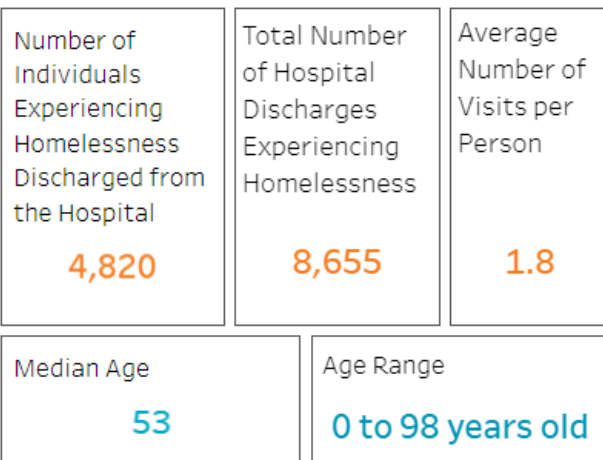 Number of
Individuals
Experiencing
Homelessness
Discharged from
the Hospital
4,820
Total Number
of Hospital
Discharges
Experiencing
Homelessness
8,655
Average
Number of
Visits per
Person
1.8
Median Age
53
Age Range
0 to 98 years old